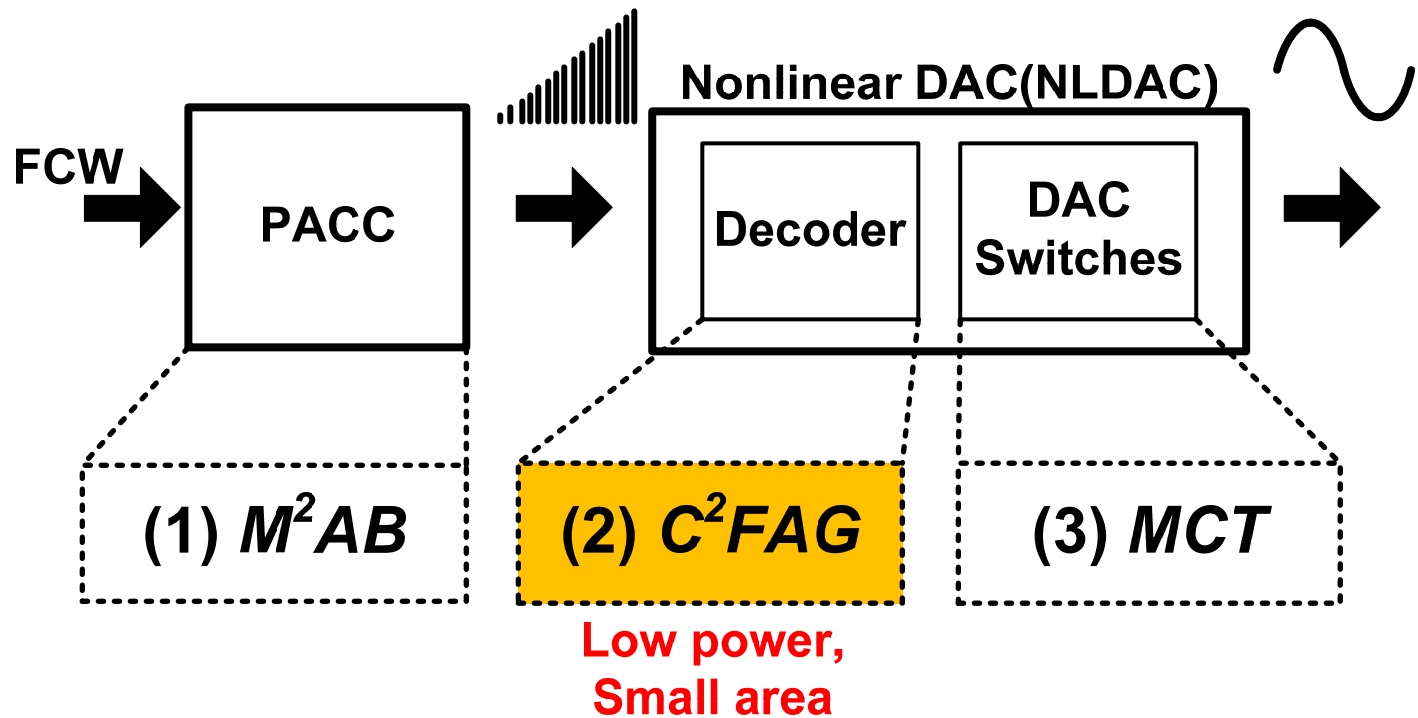 Nonlinear DAC(NLDAC)
FCW
PACC
Decoder
DAC
Switches
(1) M²AB
(2) C²FAG
(3) MCT
Low power,
Small area